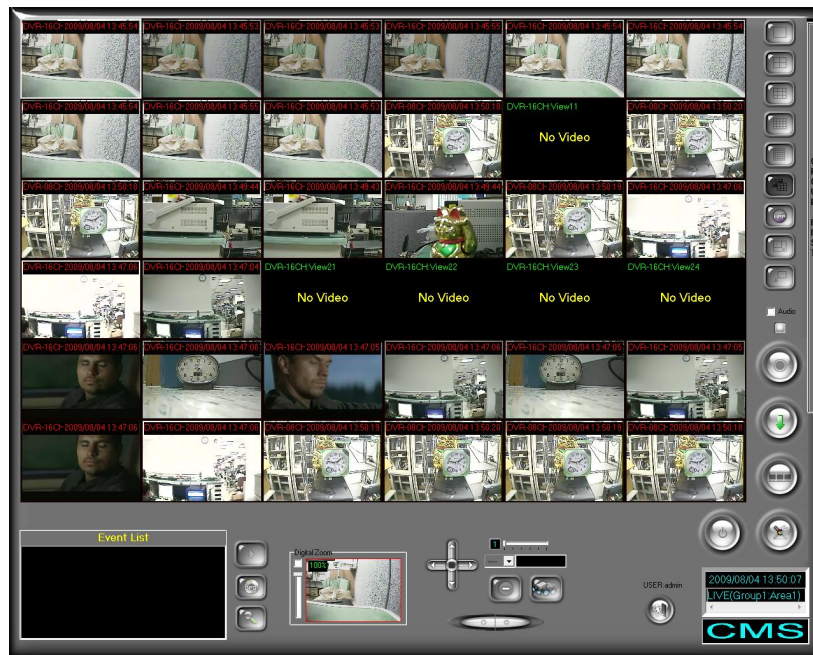 DVR-16CH 2009/08/04 13:45:54 DVR-16CH 2009/08/04 13:45:53 DVR-16CH 2009/08/04 13:45:53 DVR-16CH 2009/08/04 13:45:55 DVR-16CH 2009/08/04 13:45:54 DVR-16CH 2009/08/04 13:45:54
DVR-16CH 2009/08/04 13:45:54 DVR-16CH 2009/08/04 13:45:55 DVR-16CH 2009/08/04 13:45:53 DVR-08CH 2009/08/04 13:50:18 DVR-16CH:View11 DVR-08CH 2009/08/04 13:50:20
No Video
DVR-08CH 2009/08/04 13:50:18 DVR-16CH 2009/08/04 13:49:44 DVR-16CH 2009/08/04 13:49:43 DVR-16CH 2009/08/04 13:49:44 DVR-08CH 2009/08/04 13:50:19 DVR-16CH 2009/08/04 13:47:06
DVR-16CH 2009/08/04 13:47:06 DVR-16CH 2009/08/04 13:47:04 DVR-16CH:View21 DVR-16CH:View22 DVR-16CH:View23 DVR-16CH:View24
No Video No Video No Video No Video
DVR-16CH 2009/08/04 13:47:06 DVR-16CH 2009/08/04 13:47:06 DVR-16CH 2009/08/04 13:47:05 DVR-16CH 2009/08/04 13:47:06 DVR-16CH 2009/08/04 13:47:05 DVR-16CH 2009/08/04 13:47:05
DVR-16CH 2009/08/04 13:47:06 DVR-16CH 2009/08/04 13:47:06 DVR-08CH 2009/08/04 13:50:19 DVR-08CH 2009/08/04 13:50:20 DVR-08CH 2009/08/04 13:50:19 DVR-08CH 2009/08/04 13:50:18
Audio
Event List
Digital Zoom
100%
1
USER:admin
2009/08/04 13:50:07
LIVE(Group1:Area1)
CMS